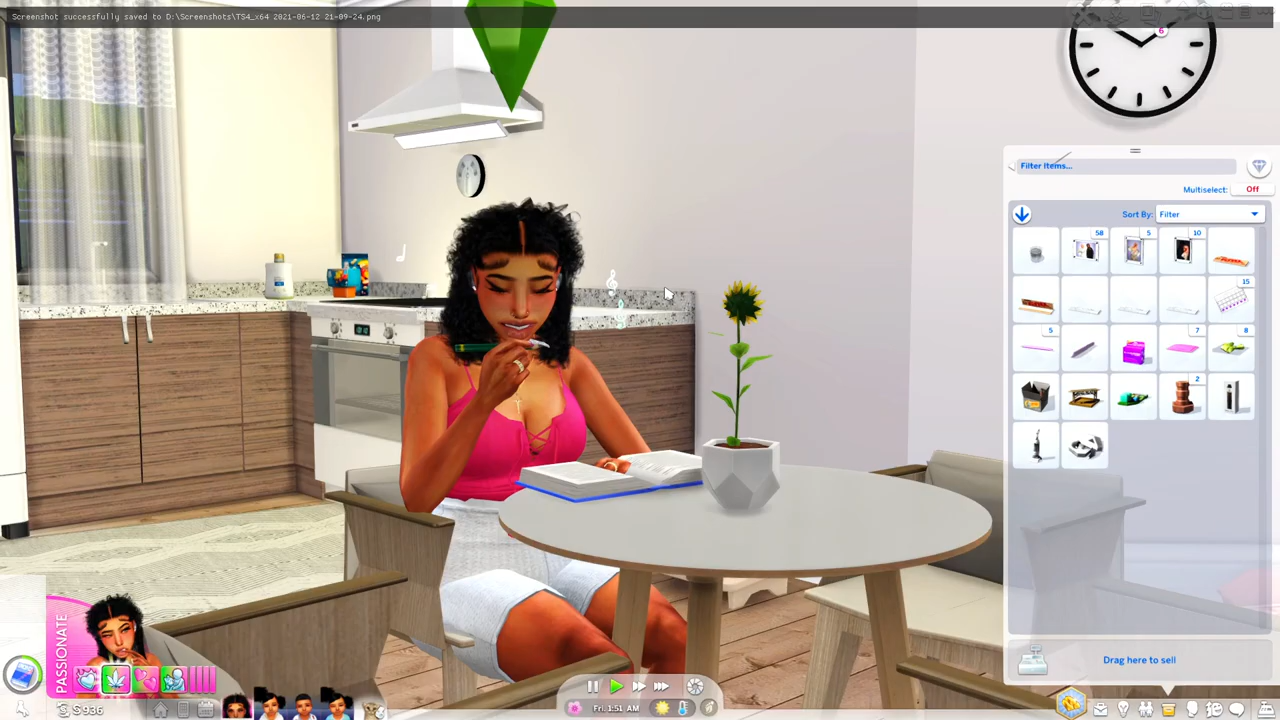 Screenshot successfully saved to D:\Screenshots\TS4_x64 2021-06-12 21-09-24.png
6
Filter Items...
Multiselect: Off
Sort By: Filter
58
5
10
15
5
7
8
2
Drag here to sell
PASSIONATE
§936
Fri. 1:51 AM